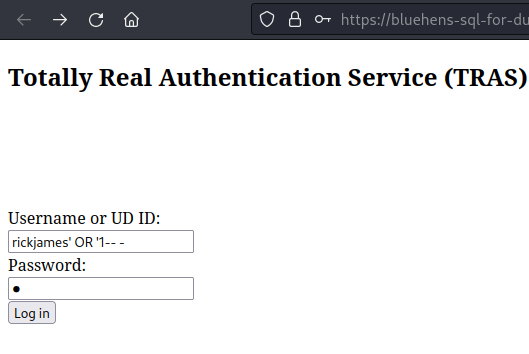 https://bluehens-sql-for-du
Totally Real Authentication Service (TRAS)
Username or UD ID:
rickjames' OR '1-- -
Password:
●
Log in